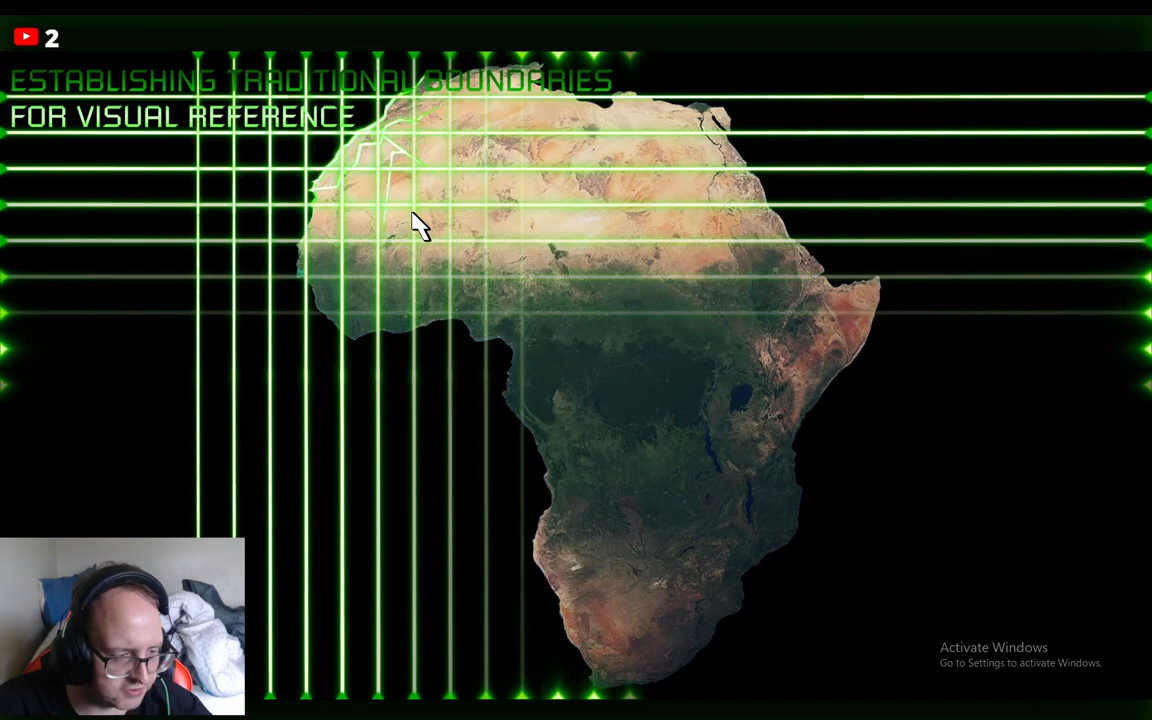 2
ESTABLISHING TRADITIONAL BOUNDARIES
FOR VISUAL REFERENCE
Activate Windows
Go to Settings to activate Windows.